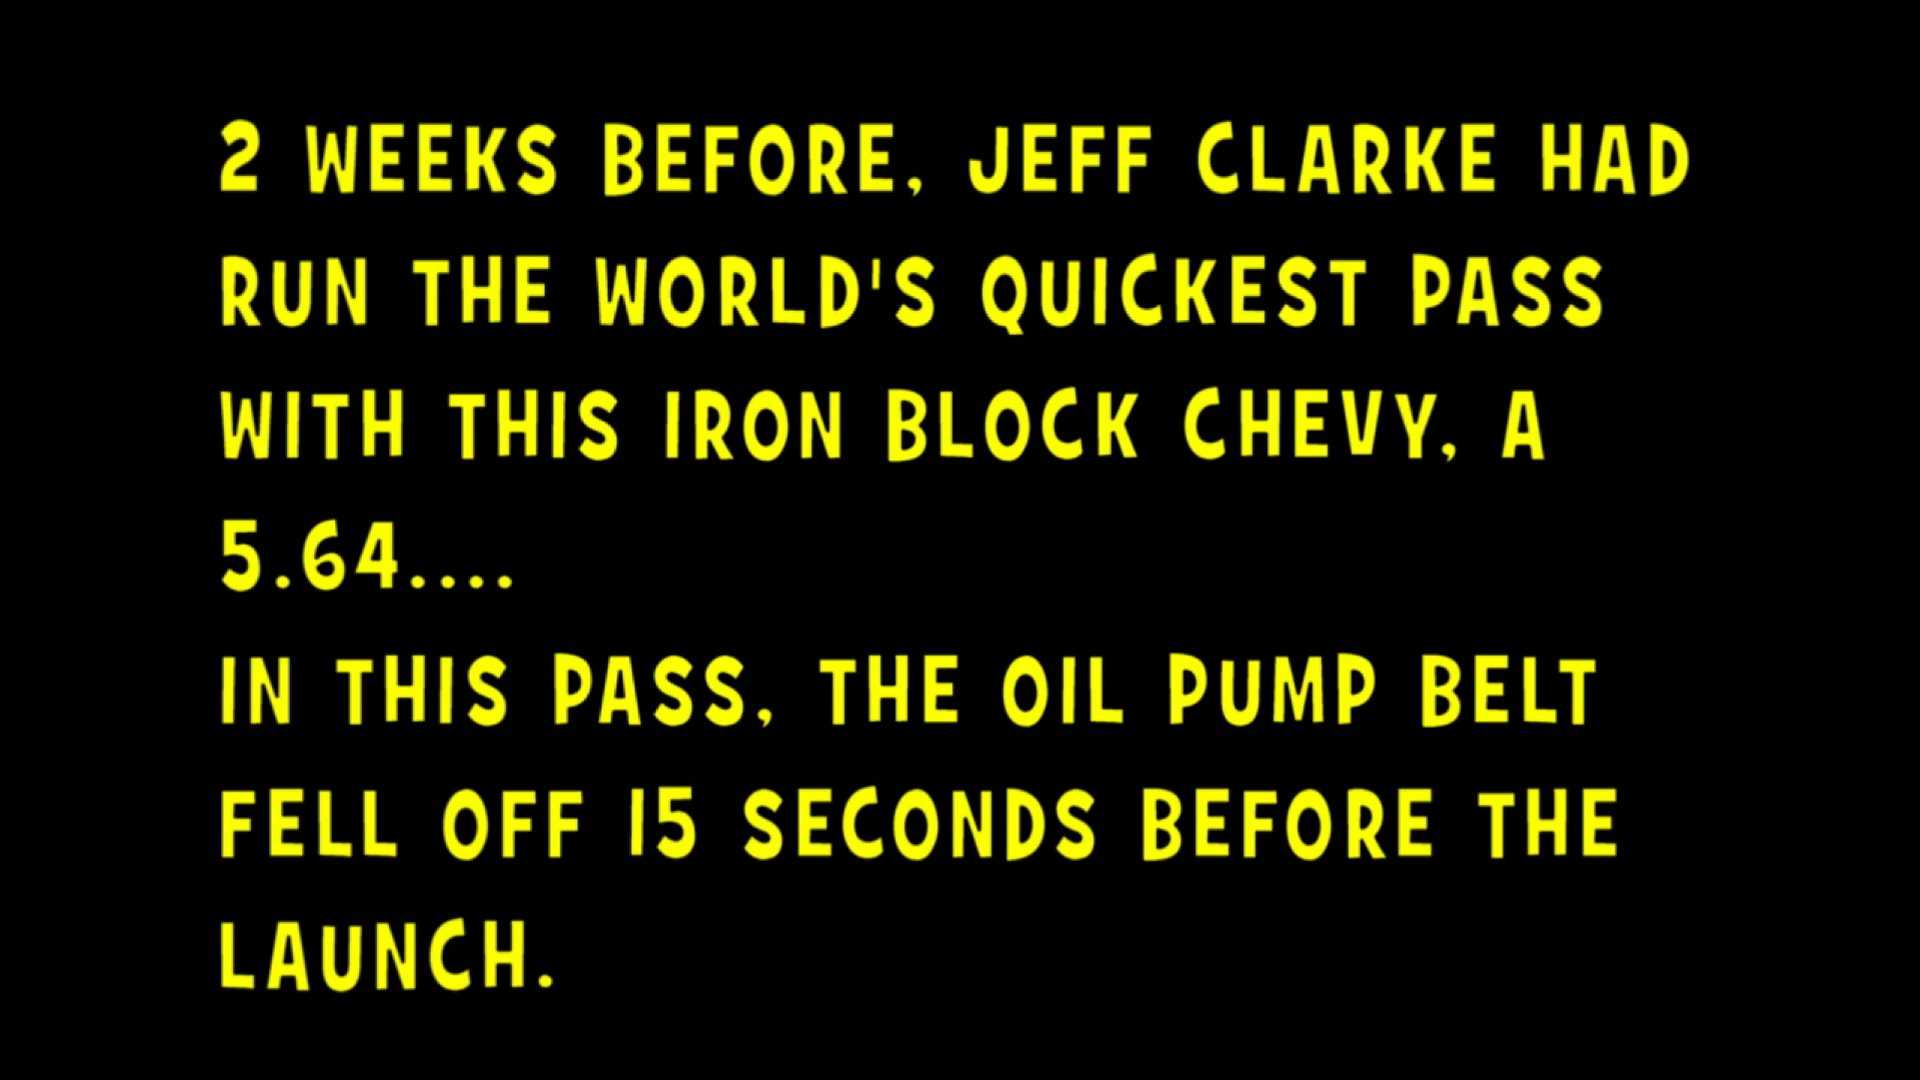 2 WEEKS BEFORE, JEFF CLARKE HAD
RUN THE WORLD'S QUICKEST PASS
WITH THIS IRON BLOCK CHEVY, A
5.64....
IN THIS PASS, THE OIL PUMP BELT
FELL OFF 15 SECONDS BEFORE THE
LAUNCH.